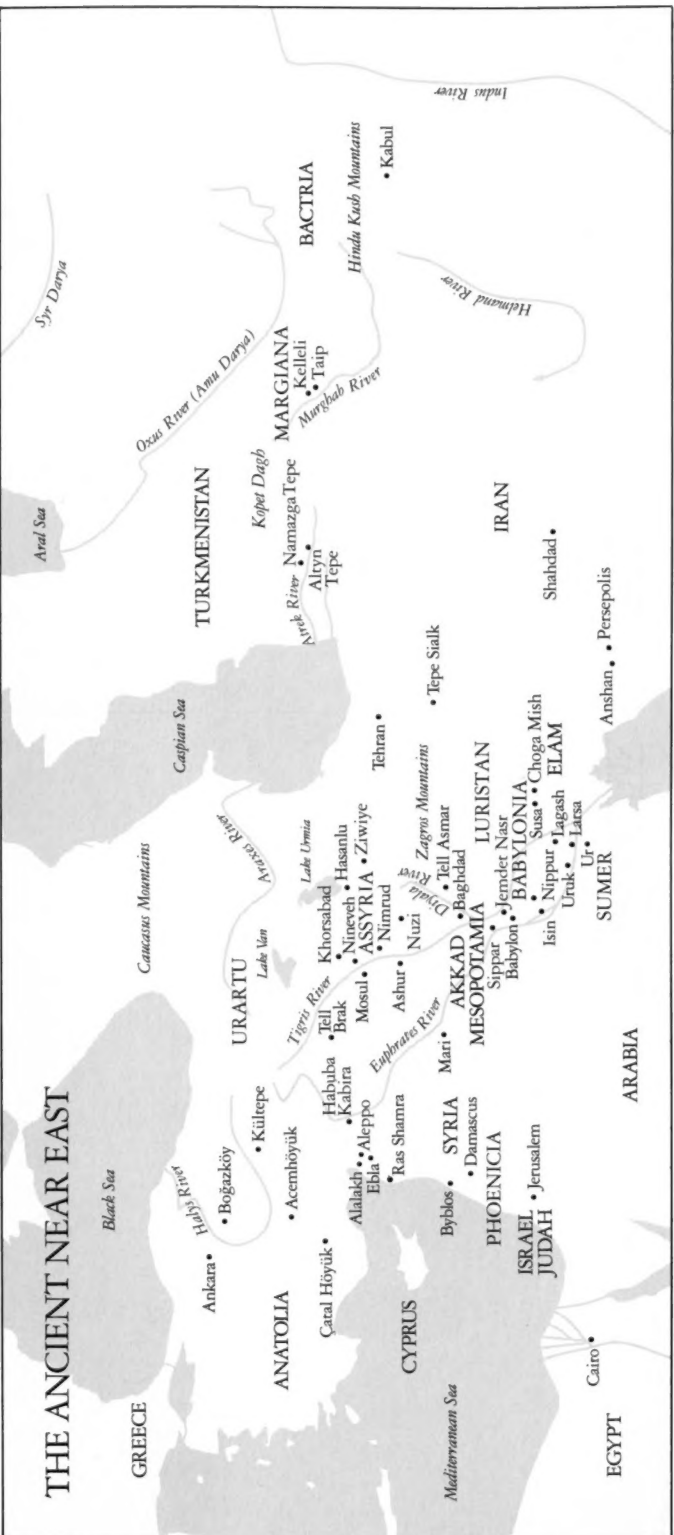 THE ANCIENT NEAR EAST
GREECE
Black Sea
Caucasus Mountains
Caspian Sea
Aral Sea
Syr Darya
Oxus River (Amu Darya)
TURKMENISTAN
Kopet Dagh
MARGIANA
Kelleli
Taip
Murghab River
BACTRIA
Hindu Kush Mountains
Kabul
Indus River
Helmand River
Namazga Tepe
Altyn
Tepe
Atrek River
Halys River
Ankara
Boğazköy
Kültepe
Acemhöyük
ANATOLIA
Çatal Höyük
URARTU
Lake Van
Araxes River
Lake Urmia
Tigris River
Khorsabad
Tell
Brak
Nineveh
Hasanlu
Mosul
ASSYRIA
Ziwiye
Nimrud
Ashur
Nuzi
Tehran
Tepe Sialk
Zagros Mountains
Diyala
River
Habuba
Kabira
Alalakh
Aleppo
Ebla
Ras Shamra
Euphrates River
CYPRUS
Mediterranean Sea
Byblos
SYRIA
Damascus
PHOENICIA
ISRAEL
JUDAH
Jerusalem
Mari
AKKAD
Tell Asmar
Baghdad
MESOPOTAMIA
Sippar
Jemdet Nasr
Babylon
BABYLONIA
LURISTAN
Susa
Choga Mish
ELAM
Isin
Nippur
Lagash
Uruk
Larsa
Ur
SUMER
IRAN
Shahdad
Anshan
Persepolis
EGYPT
Cairo
ARABIA